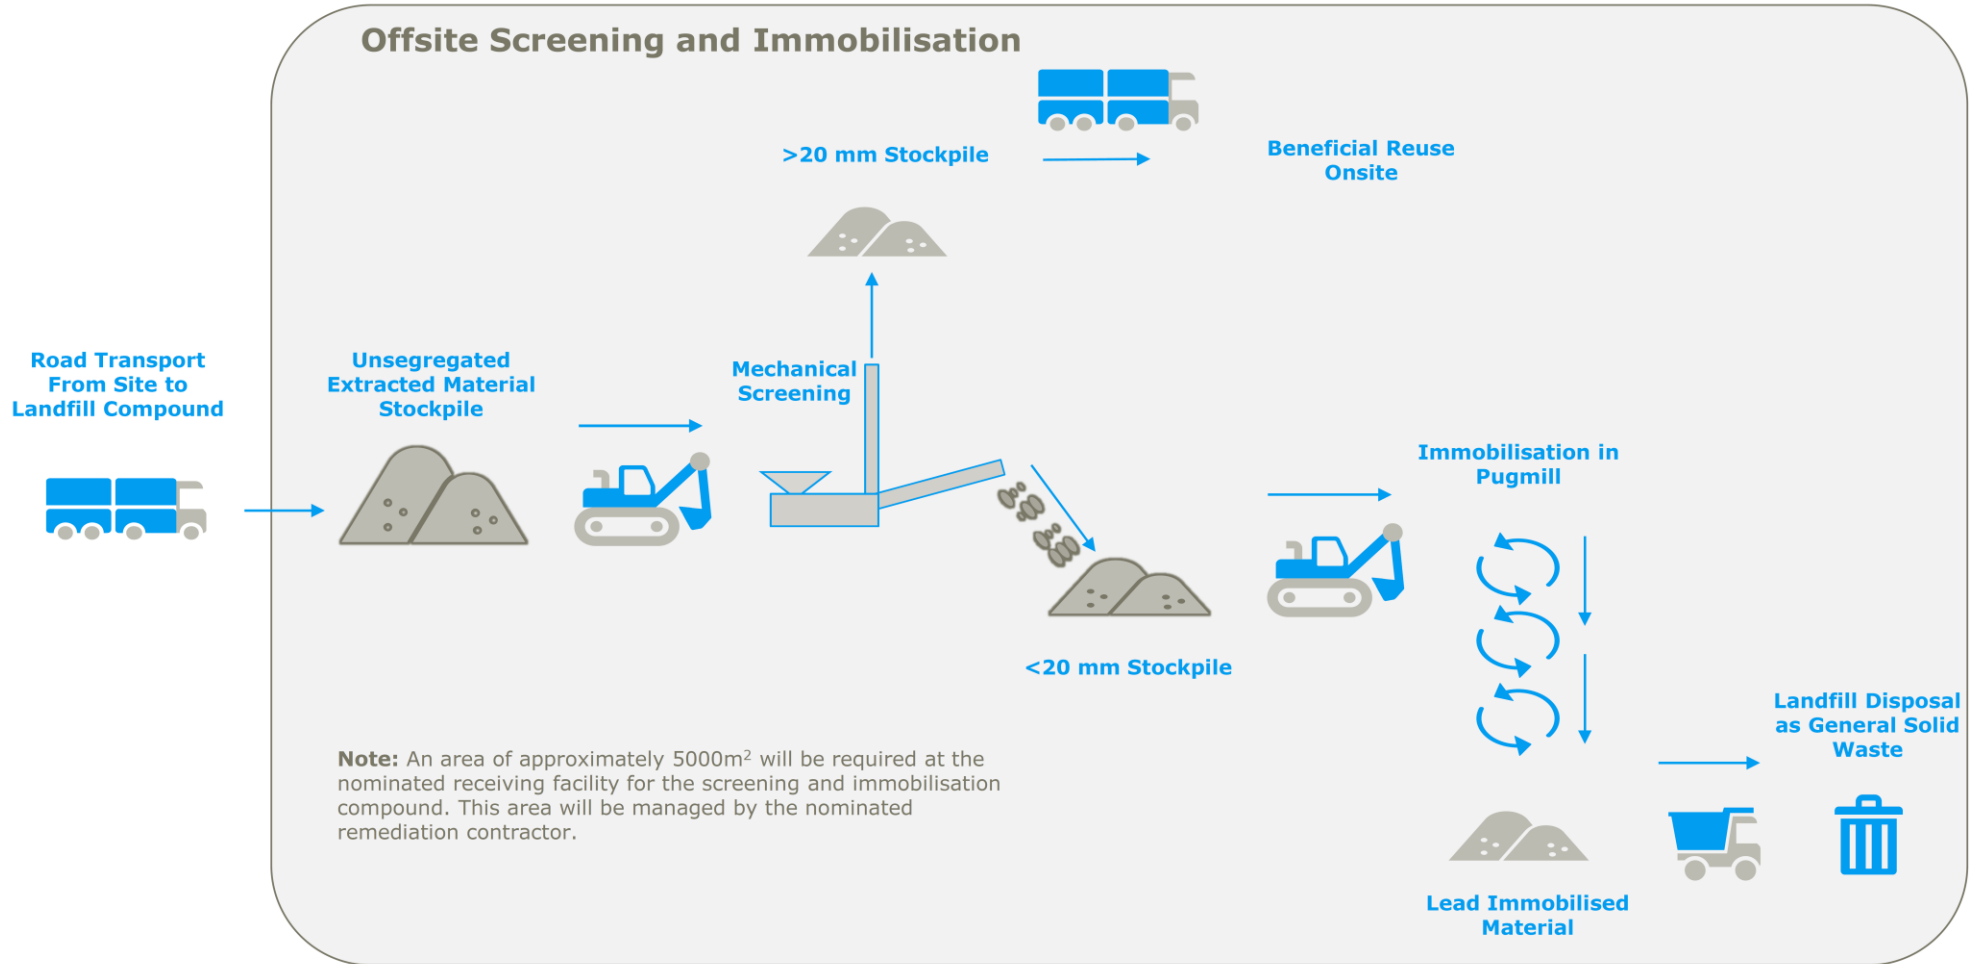 Offsite Screening and Immobilisation
>20 mm Stockpile
Beneficial Reuse
Onsite
Road Transport
From Site to
Landfill Compound
Unsegregated
Extracted Material
Stockpile
Mechanical
Screening
Immobilisation in
Pugmill
<20 mm Stockpile
Landfill Disposal
as General Solid
Waste
Note: An area of approximately 5000m² will be required at the
nominated receiving facility for the screening and immobilisation
compound. This area will be managed by the nominated
remediation contractor.
Lead Immobilised
Material